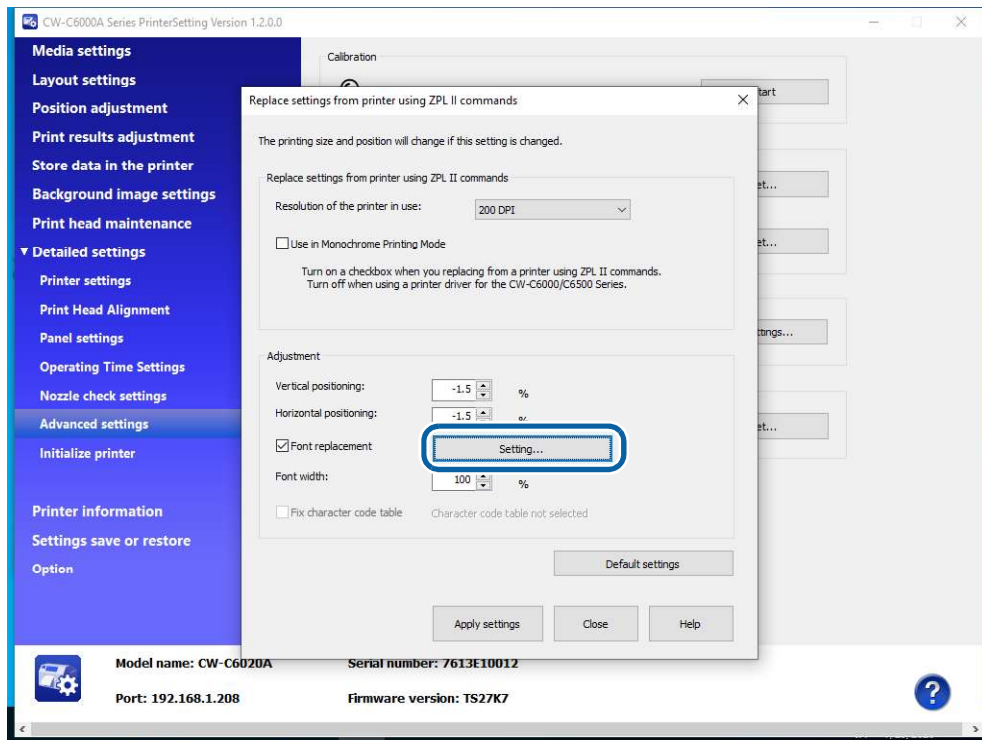 CW-C6000A Series PrinterSetting Version 1.2.0.0
Media settings
Layout settings
Position adjustment
Print results adjustment
Store data in the printer
Background image settings
Print head maintenance
Detailed settings
Printer settings
Print Head Alignment
Panel settings
Operating Time Settings
Nozzle check settings
Advanced settings
Initialize printer
Printer information
Settings save or restore
Option
Calibration
tart
et...
et...
ttings...
et...
Replace settings from printer using ZPL II commands
The printing size and position will change if this setting is changed.
Replace settings from printer using ZPL II commands
Resolution of the printer in use: 200 DPI
Use in Monochrome Printing Mode
Turn on a checkbox when you replacing from a printer using ZPL II commands.
Turn off when using a printer driver for the CW-C6000/C6500 Series.
Adjustment
Vertical positioning: -1.5 %
Horizontal positioning: -1.5 %
Font replacement Setting...
Font width: 100 %
Fix character code table Character code table not selected
Default settings
Apply settings Close Help
Model name: CW-C6020A Serial number: 7613E10012
Port: 192.168.1.208 Firmware version: TS27K7
?